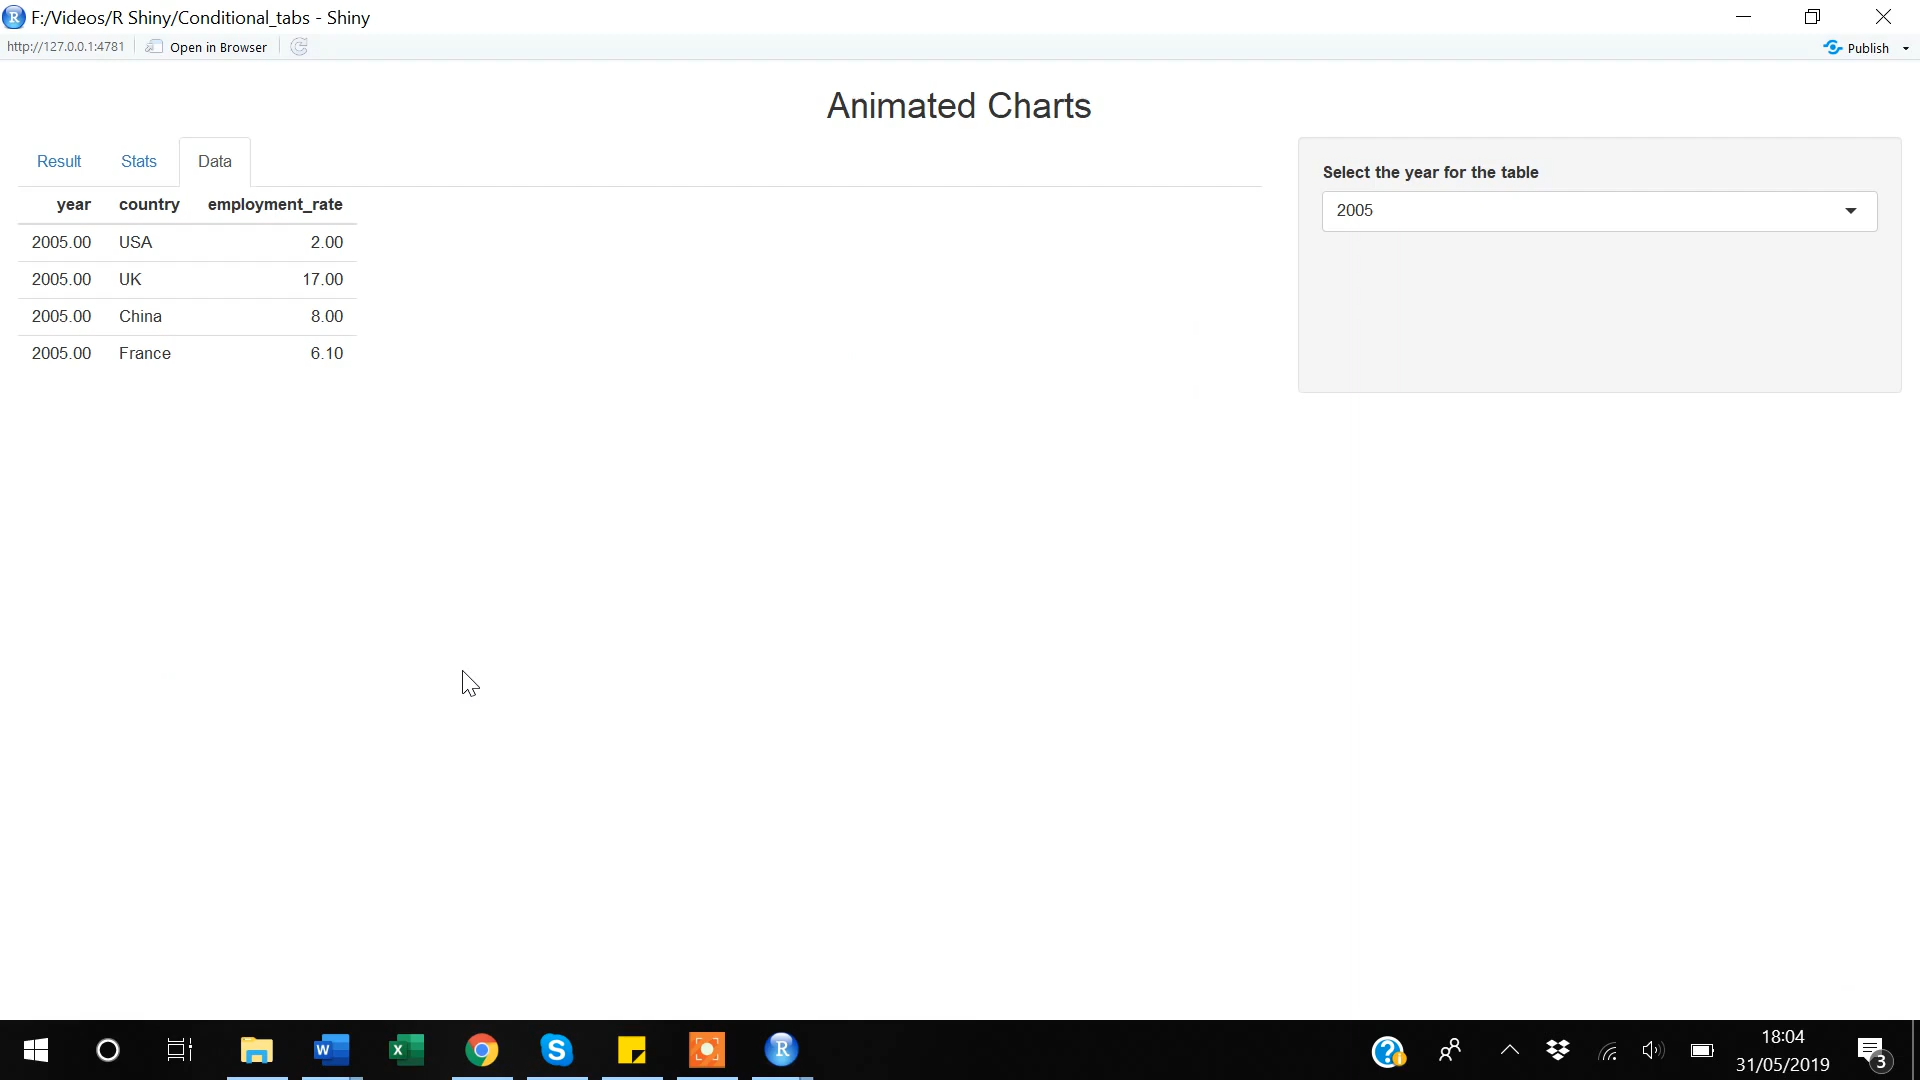 F:/Videos/R Shiny/Conditional_tabs - Shiny
http://127.0.0.1:4781 Open in Browser Publish
Animated Charts
Result Stats Data
Select the year for the table
2005
year country employment_rate
2005.00 USA 2.00
2005.00 UK 17.00
2005.00 China 8.00
2005.00 France 6.10
18:04
31/05/2019
3